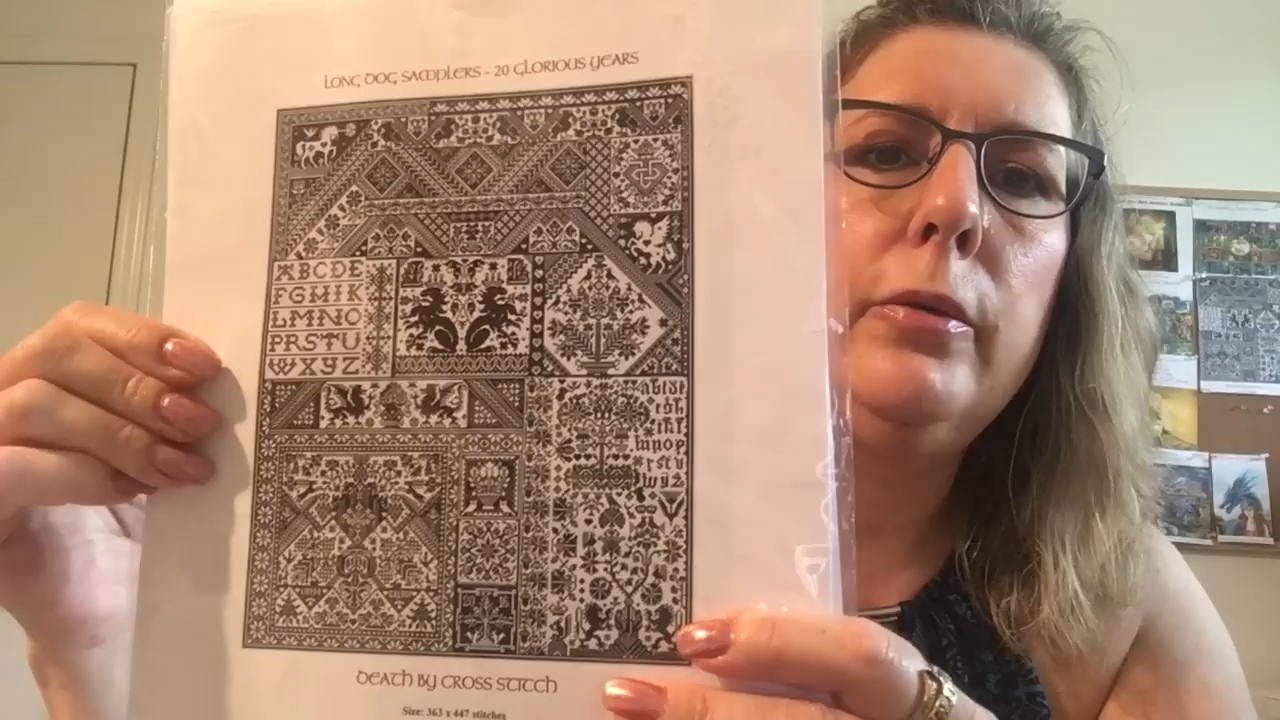 LONG DOG SAMPLERS - 20 GLORIOUS YEARS
ABCDE
FGHIK
LMNO
PRSTU
WXYZ
DEATH BY CROSS STITCH
Size: 363 x 447 stitches